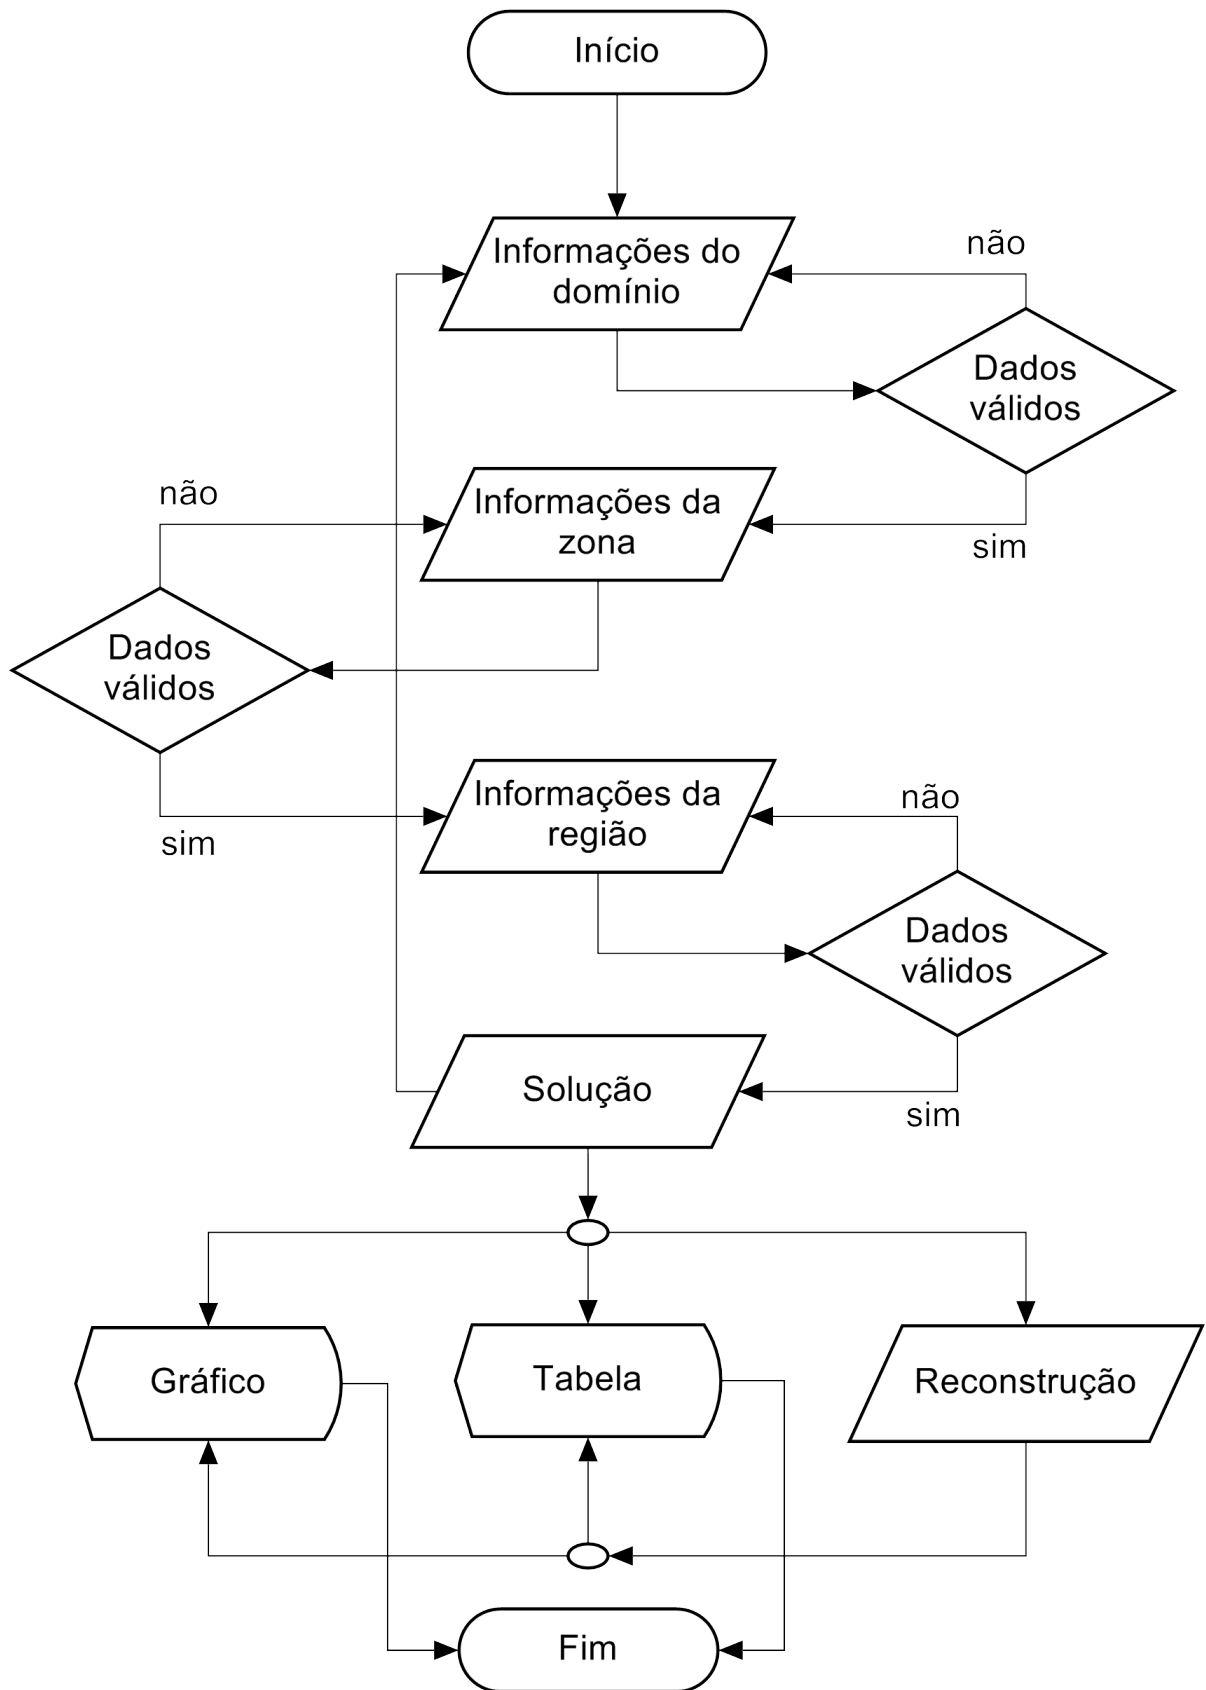 Início
Informações do
domínio
não
Dados
válidos
sim
Informações da
zona
não
Dados
válidos
sim
Informações da
região
não
Dados
válidos
sim
Solução
Gráfico
Tabela
Reconstrução
Fim